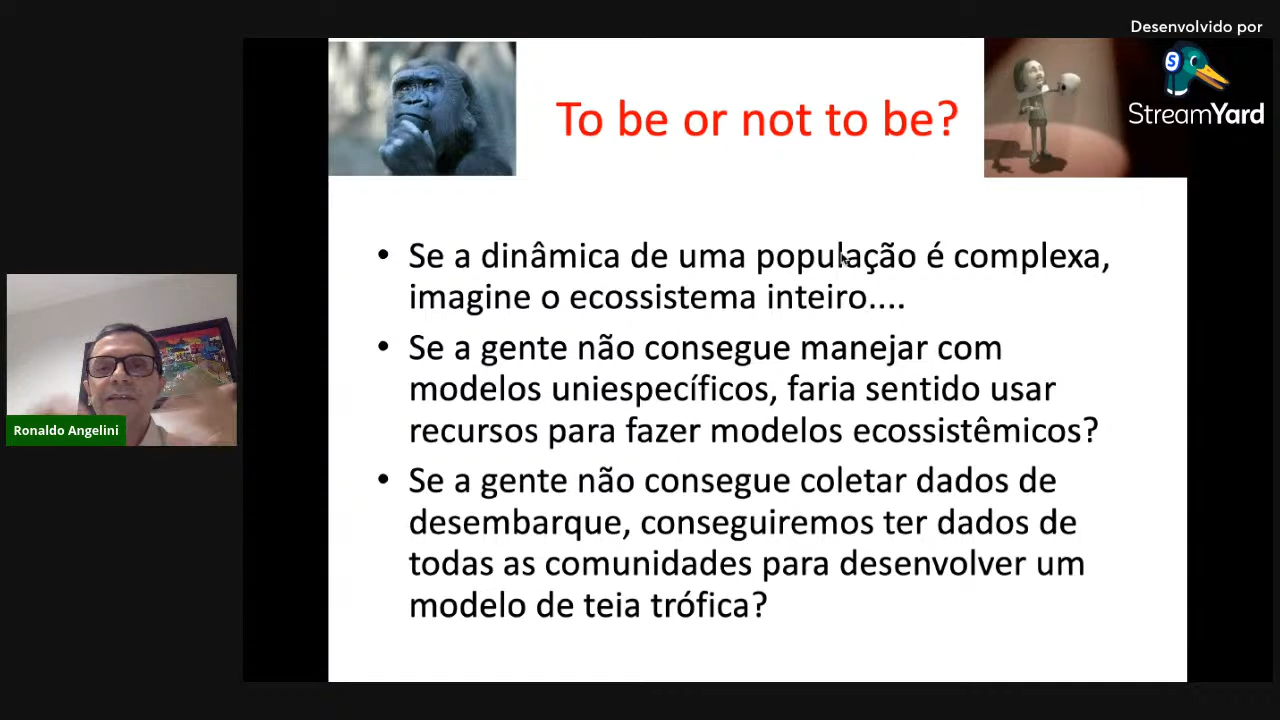 Desenvolvido por
StreamYard
To be or not to be?
• Se a dinâmica de uma população é complexa,
imagine o ecossistema inteiro....
• Se a gente não consegue manejar com
modelos uniespecíficos, faria sentido usar
recursos para fazer modelos ecossistêmicos?
• Se a gente não consegue coletar dados de
desembarque, conseguiremos ter dados de
todas as comunidades para desenvolver um
modelo de teia trófica?
Ronaldo Angelini